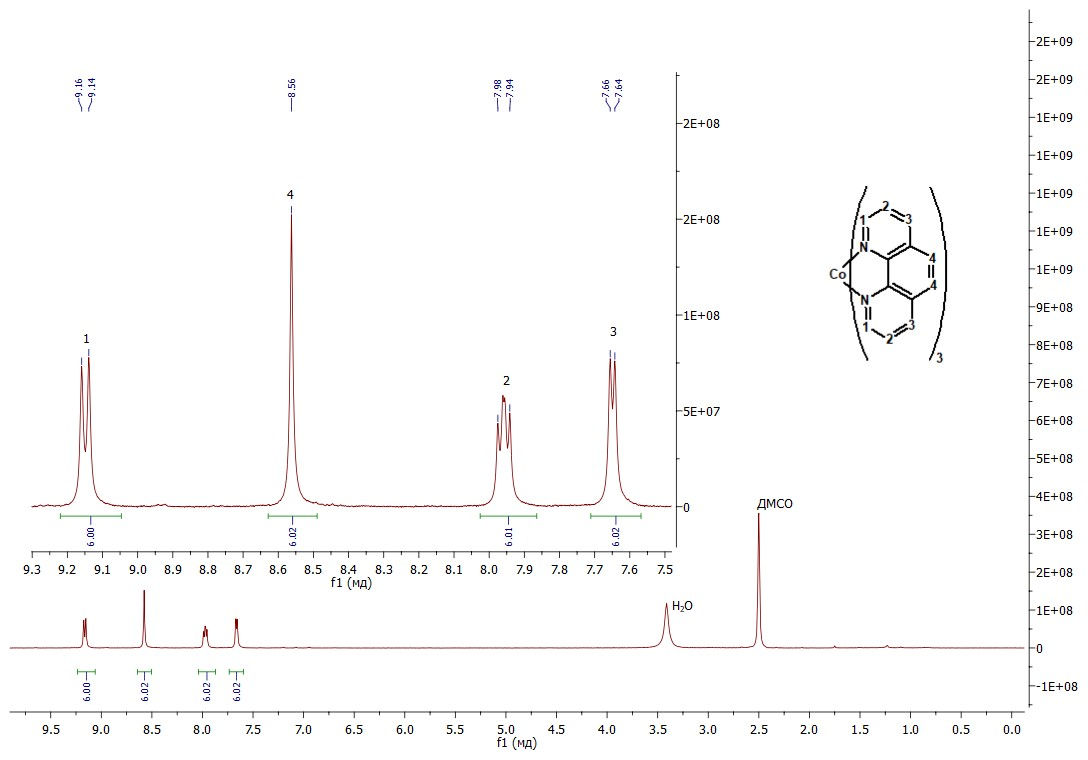 9.16 9.14 8.56 7.98 7.94 7.66 7.64
1 4 2 3
2E+08
2E+08
1E+08
5E+07
0
6.00 6.02 6.01 6.02
9.3 9.2 9.1 9.0 8.9 8.8 8.7 8.6 8.5 8.4 8.3 8.2 8.1 8.0 7.9 7.8 7.7 7.6 7.5
f1 (мд)
1 2 3
N 4
Co
N 4
1 2 3
3
ДМСО
H₂O
6.00 6.02 6.02 6.02
9.5 9.0 8.5 8.0 7.5 7.0 6.5 6.0 5.5 5.0 4.5 4.0 3.5 3.0 2.5 2.0 1.5 1.0 0.5 0.0
f1 (мд)
2E+09
2E+09
1E+09
1E+09
1E+09
1E+09
1E+09
9E+08
8E+08
7E+08
6E+08
5E+08
4E+08
3E+08
2E+08
1E+08
0
-1E+08